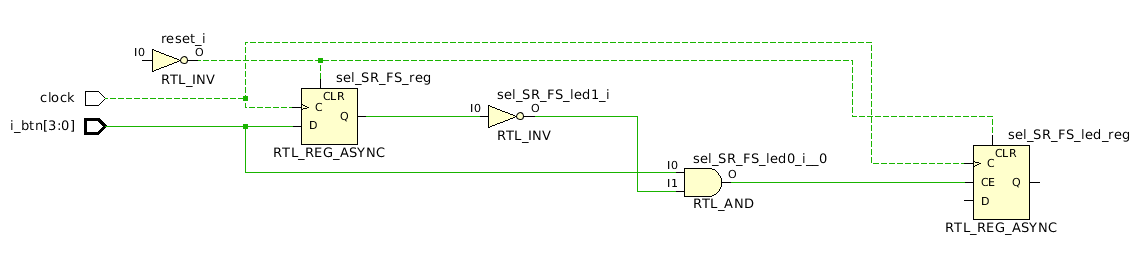 reset_i
I0
O
RTL_INV
sel_SR_FS_reg
clock
CLR
C
Q
D
i_btn[3:0]
RTL_REG_ASYNC
sel_SR_FS_led1_i
I0
O
RTL_INV
sel_SR_FS_led0_i__0
I0
O
I1
RTL_AND
sel_SR_FS_led_reg
CLR
C
CE
Q
D
RTL_REG_ASYNC